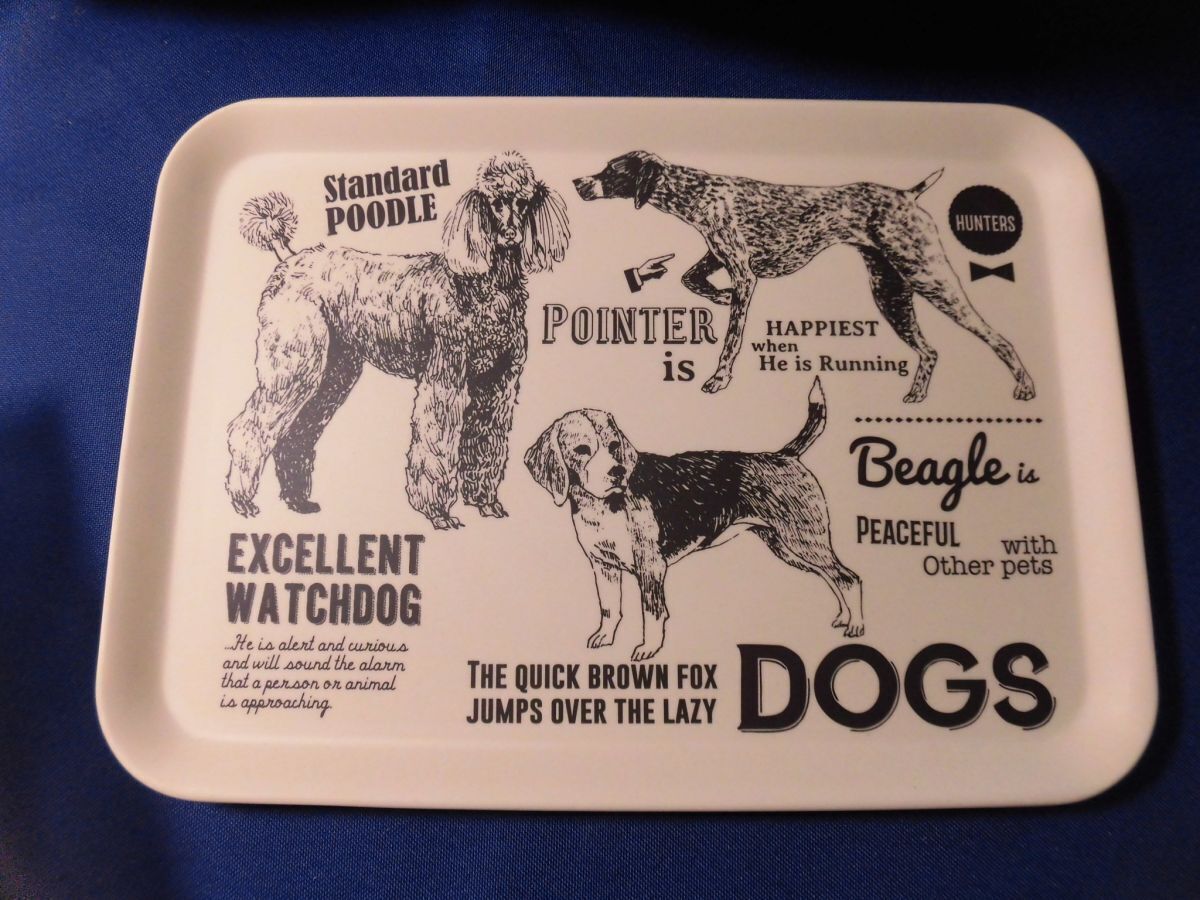 Standard
POODLE
HUNTERS
POINTER
is
HAPPIEST
when
He is Running
Beagle is
PEACEFUL with
Other pets
EXCELLENT
WATCHDOG
...He is alert and curious
and will sound the alarm
that a person or animal
is approaching.
THE QUICK BROWN FOX
JUMPS OVER THE LAZY
DOGS